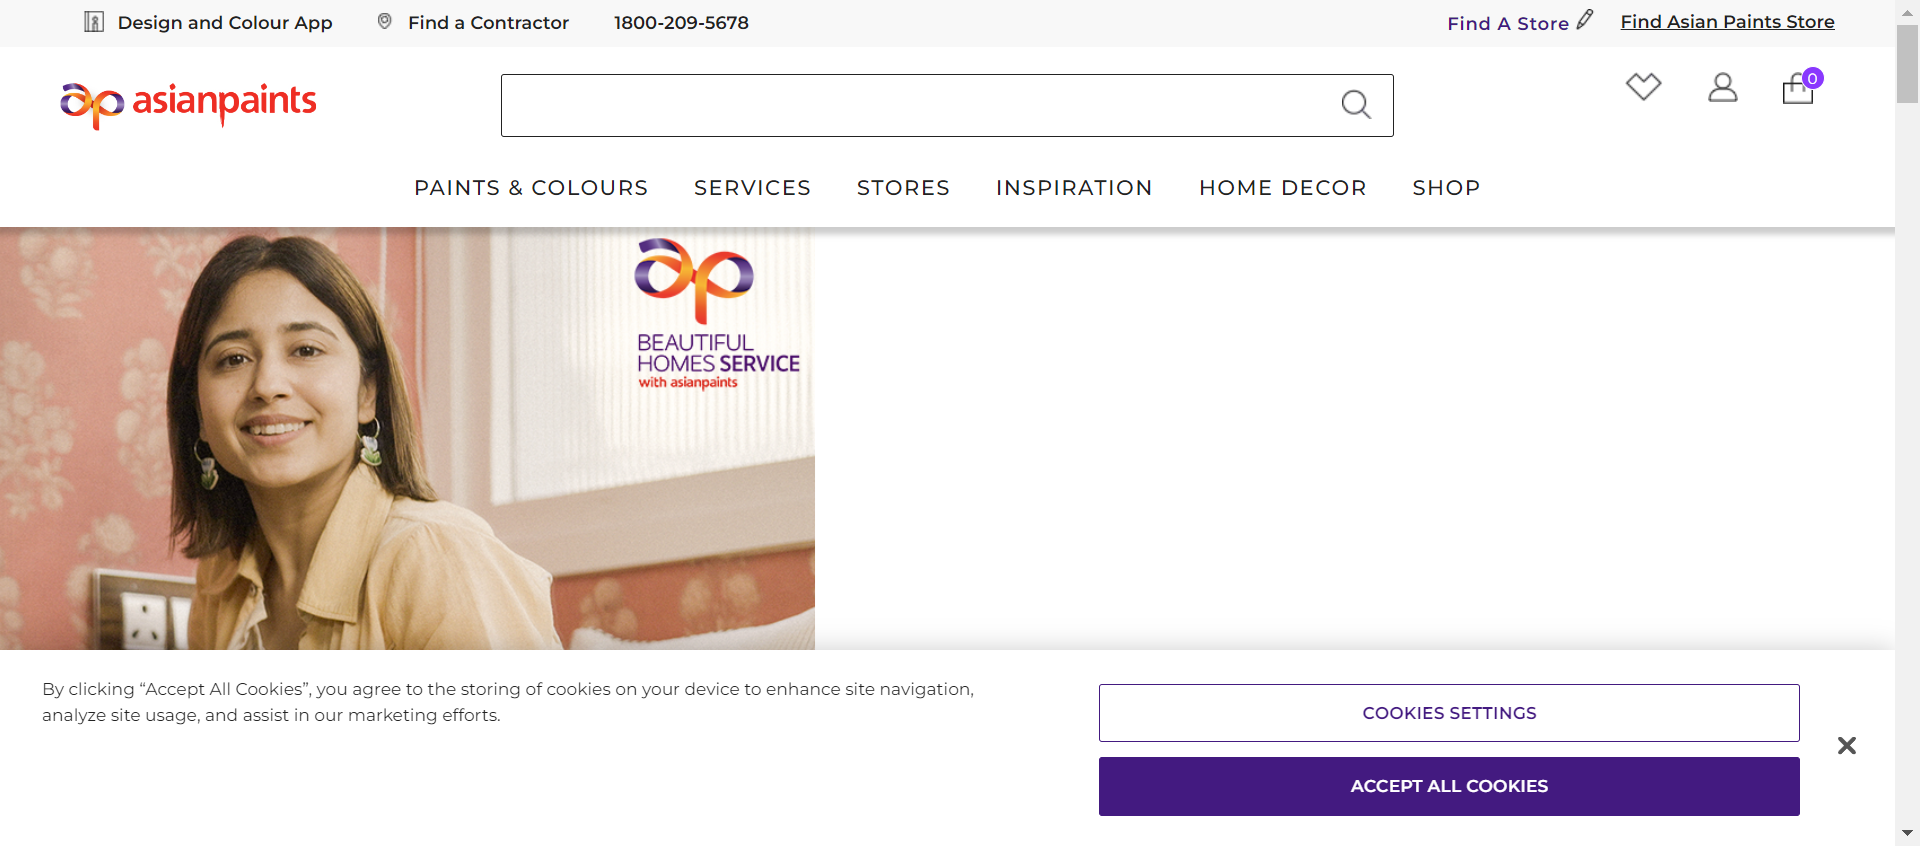 Design and Colour App
Find a Contractor
1800-209-5678
Find A Store
Find Asian Paints Store
asianpaints
0
PAINTS & COLOURS
SERVICES
STORES
INSPIRATION
HOME DECOR
SHOP
BEAUTIFUL
HOMES SERVICE
with asianpaints
By clicking “Accept All Cookies”, you agree to the storing of cookies on your device to enhance site navigation,
analyze site usage, and assist in our marketing efforts.
COOKIES SETTINGS
ACCEPT ALL COOKIES